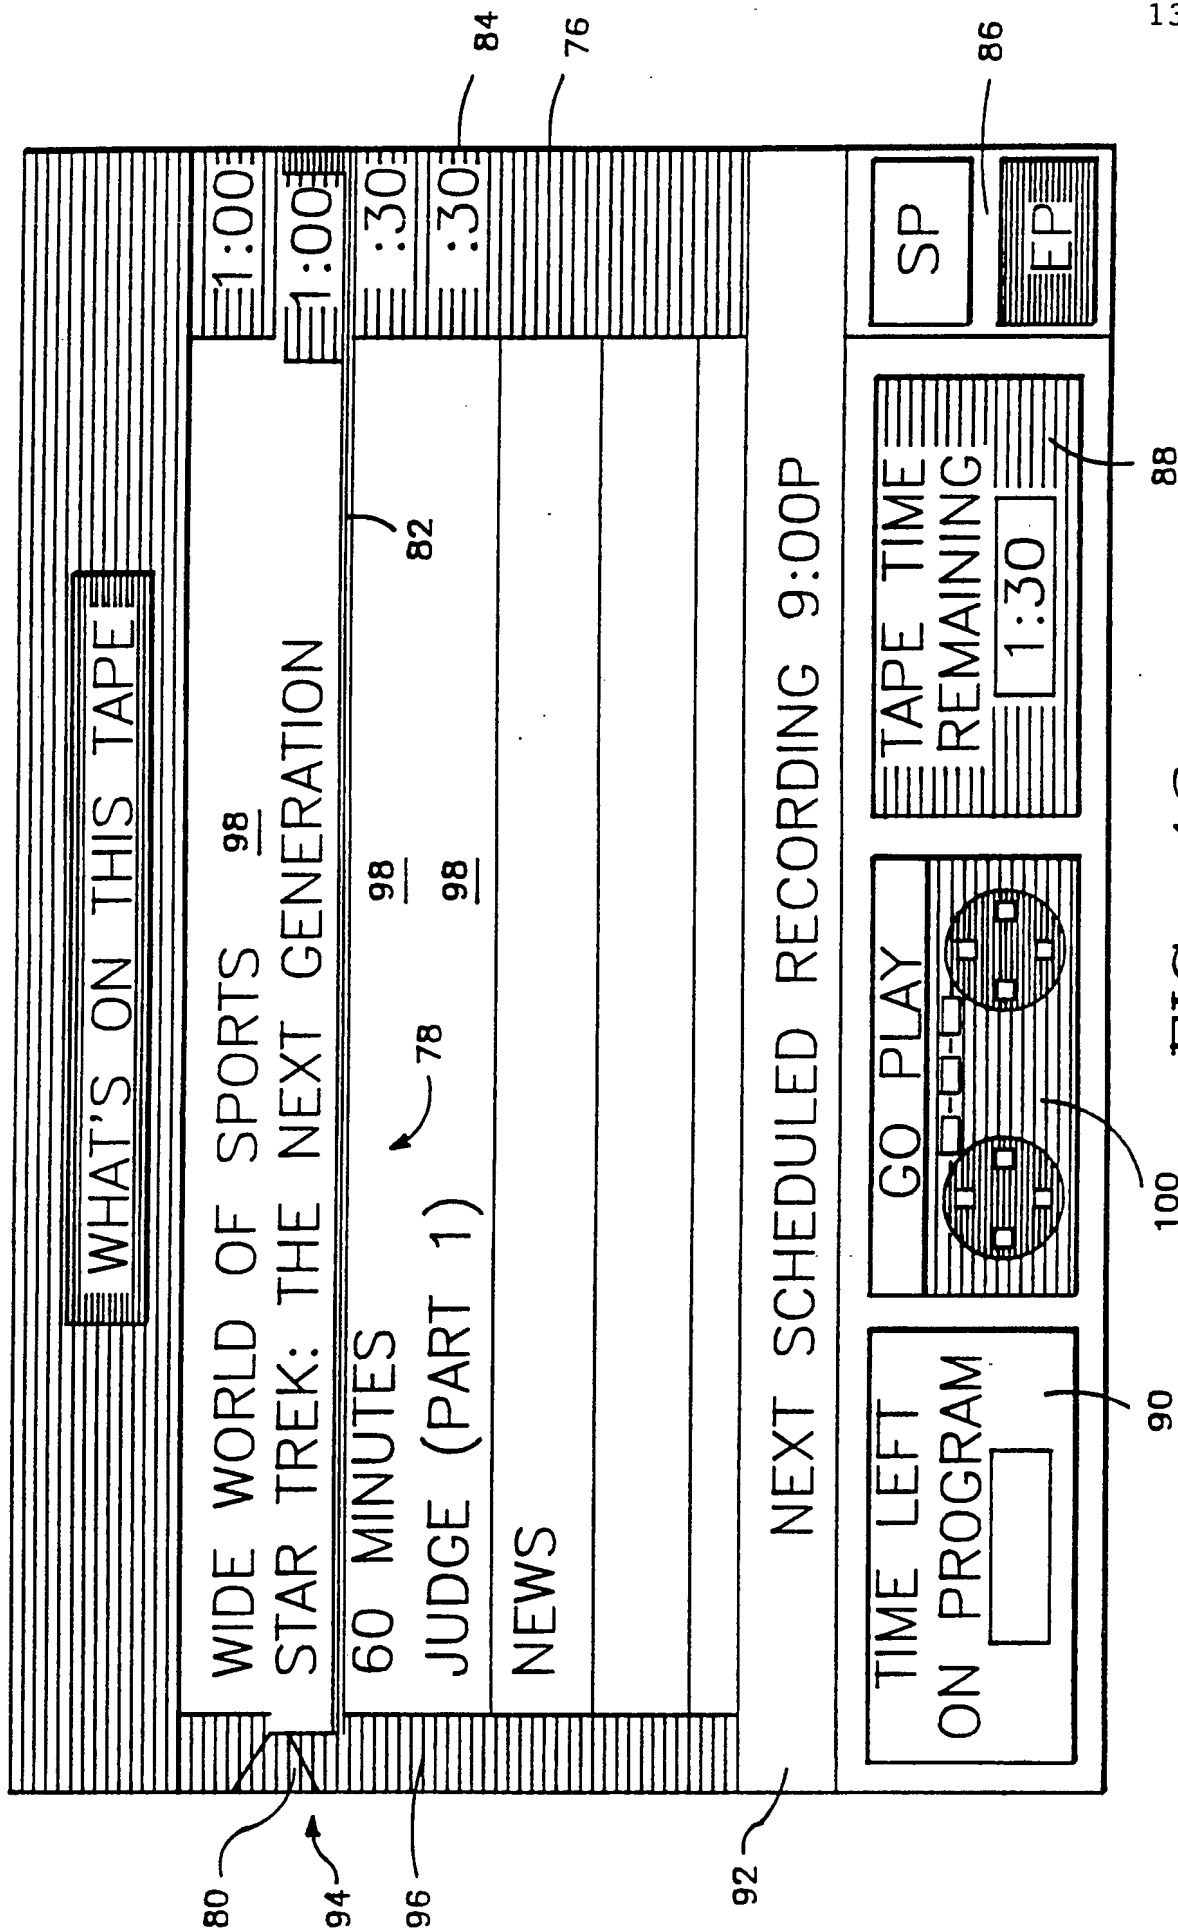 13
WHAT'S ON THIS TAPE
WIDE WORLD OF SPORTS 98 1:00
STAR TREK: THE NEXT GENERATION 1:00
60 MINUTES 98 :30
JUDGE (PART 1) 98 :30
NEWS
NEXT SCHEDULED RECORDING 9:00P
TIME LEFT
ON PROGRAM
GO PLAY
TAPE TIME
REMAINING
1:30
SP
EP
80
94
96
92
78
82
84
76
86
90
100
88